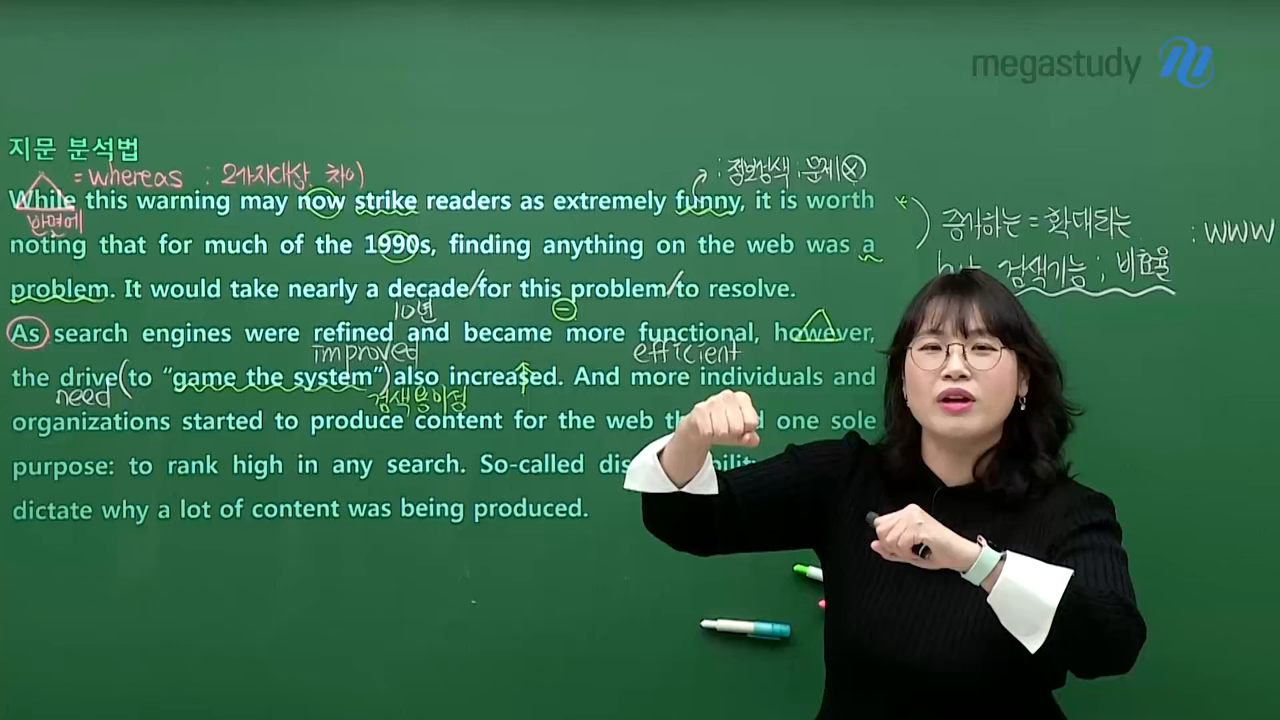 megastudy
지문 분석법
= whereas : 2가지대상 차이
: 정보검색 문제ⓧ
While this warning may now strike readers as extremely funny, it is worth
반면에
noting that for much of the 1990s, finding anything on the web was a
증가하는 = 확대되는
: www
검색기능 ; 비효율
problem. It would take nearly a decade/for this problem/to resolve.
10년
As search engines were refined and became more functional, however,
improved
efficient
the drive (to “game the system”) also increased. And more individuals and
need
검색용이성
organizations started to produce content for the web one sole
purpose: to rank high in any search. So-called
dictate why a lot of content was being produced.